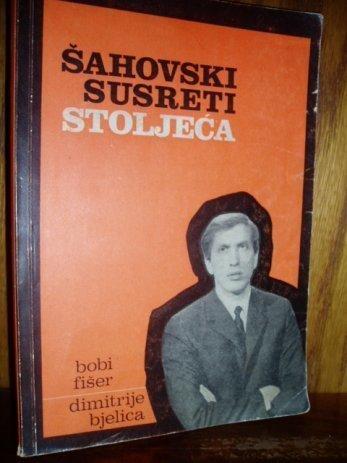 ŠAHOVSKI
SUSRETI
STOLJEĆA
bobi
fišer
dimitrije
bjelica